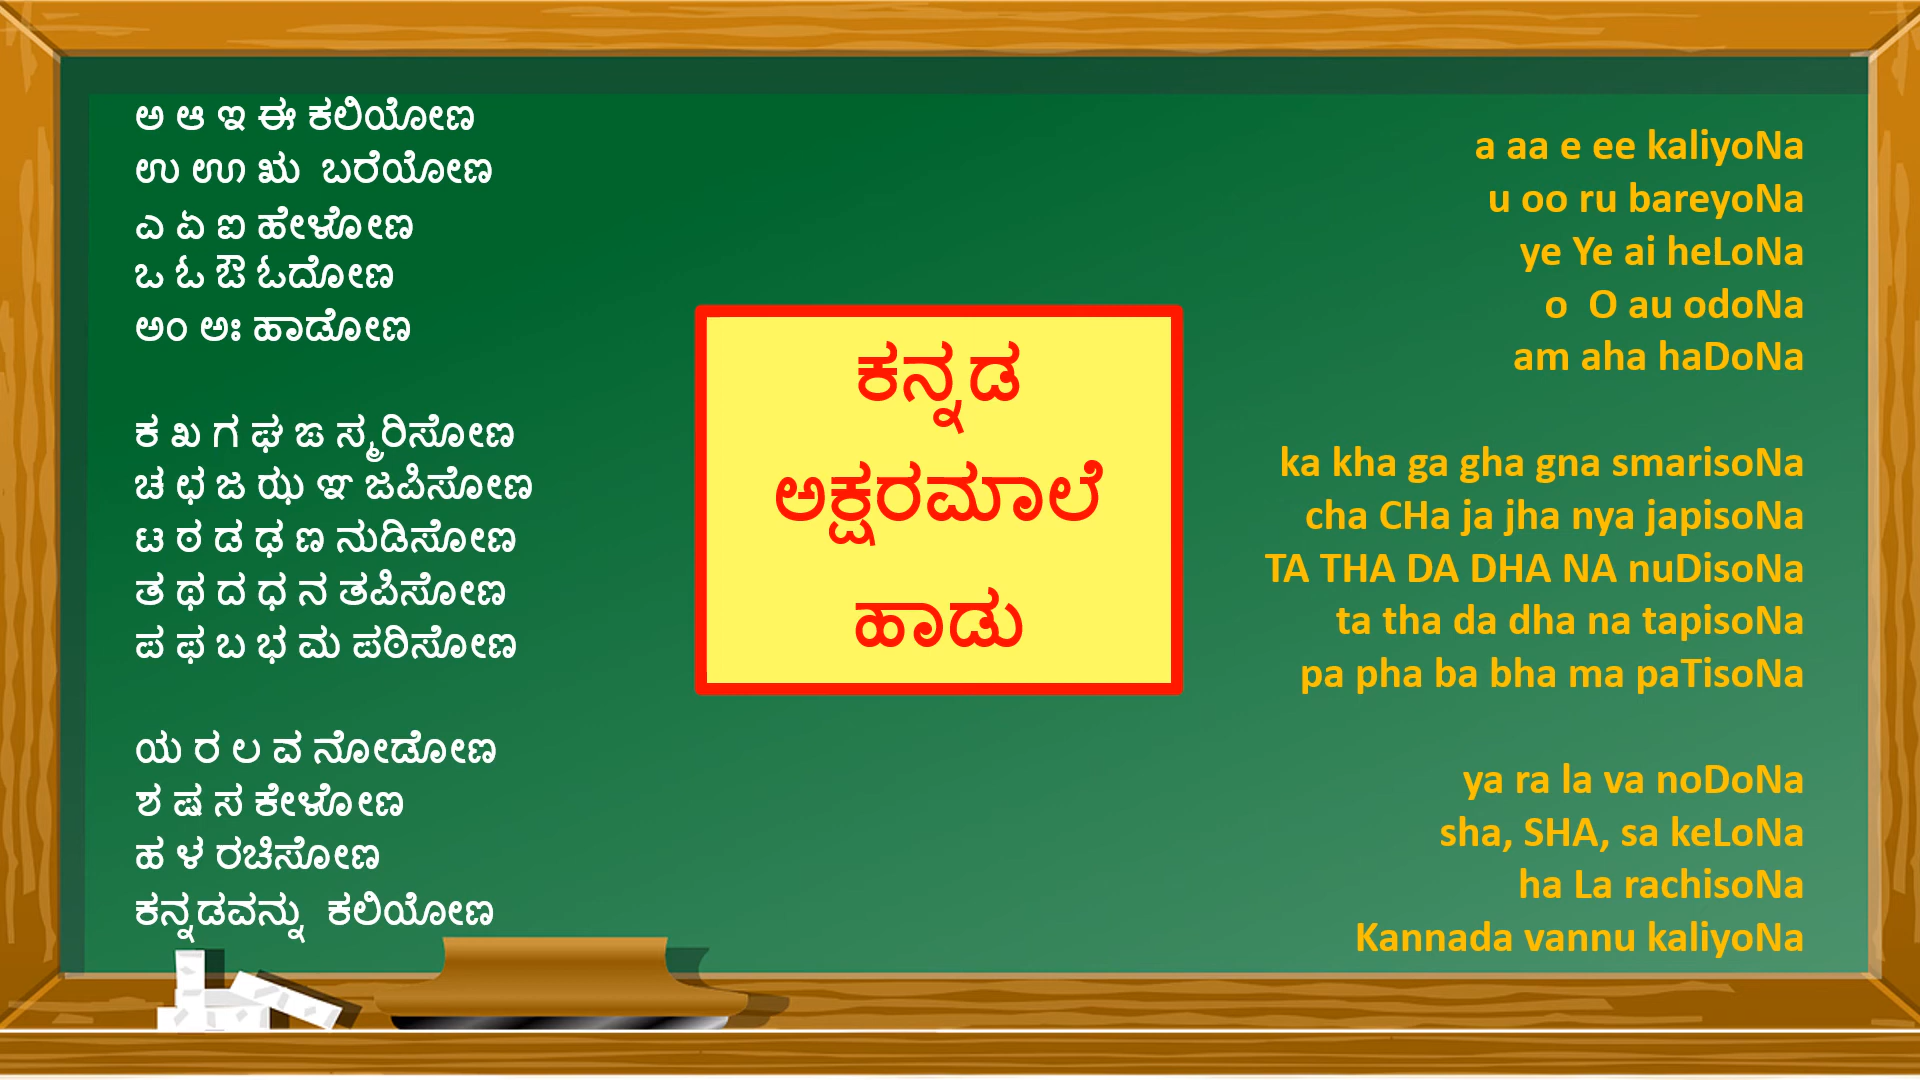 ಅ ಆ ಇ ಈ ಕಲಿಯೋಣ
ಉ ಊ ಋ ಬರೆಯೋಣ
ಎ ಏ ಐ ಹೇಳೋಣ
ಒ ಓ ಔ ಓದೋಣ
ಅಂ ಅಃ ಹಾಡೋಣ
ಕ ಖ ಗ ಘ ಙ ಸ್ಮರಿಸೋಣ
ಚ ಛ ಜ ಝ ಞ ಜಪಿಸೋಣ
ಟ ಠ ಡ ಢ ಣ ನುಡಿಸೋಣ
ತ ಥ ದ ಧ ನ ತಪಿಸೋಣ
ಪ ಫ ಬ ಭ ಮ ಪಠಿಸೋಣ
ಯ ರ ಲ ವ ನೋಡೋಣ
ಶ ಷ ಸ ಕೇಳೋಣ
ಹ ಳ ರಚಿಸೋಣ
ಕನ್ನಡವನ್ನು ಕಲಿಯೋಣ
ಕನ್ನಡ
ಅಕ್ಷರಮಾಲೆ
ಹಾಡು
a aa e ee kaliyoNa
u oo ru bareyoNa
ye Ye ai heLoNa
o O au odoNa
am aha haDoNa
ka kha ga gha gna smarisoNa
cha CHa ja jha nya japisoNa
TA THA DA DHA NA nuDisoNa
ta tha da dha na tapisoNa
pa pha ba bha ma paTisoNa
ya ra la va noDoNa
sha, SHA, sa keLoNa
ha La rachisoNa
Kannada vannu kaliyoNa